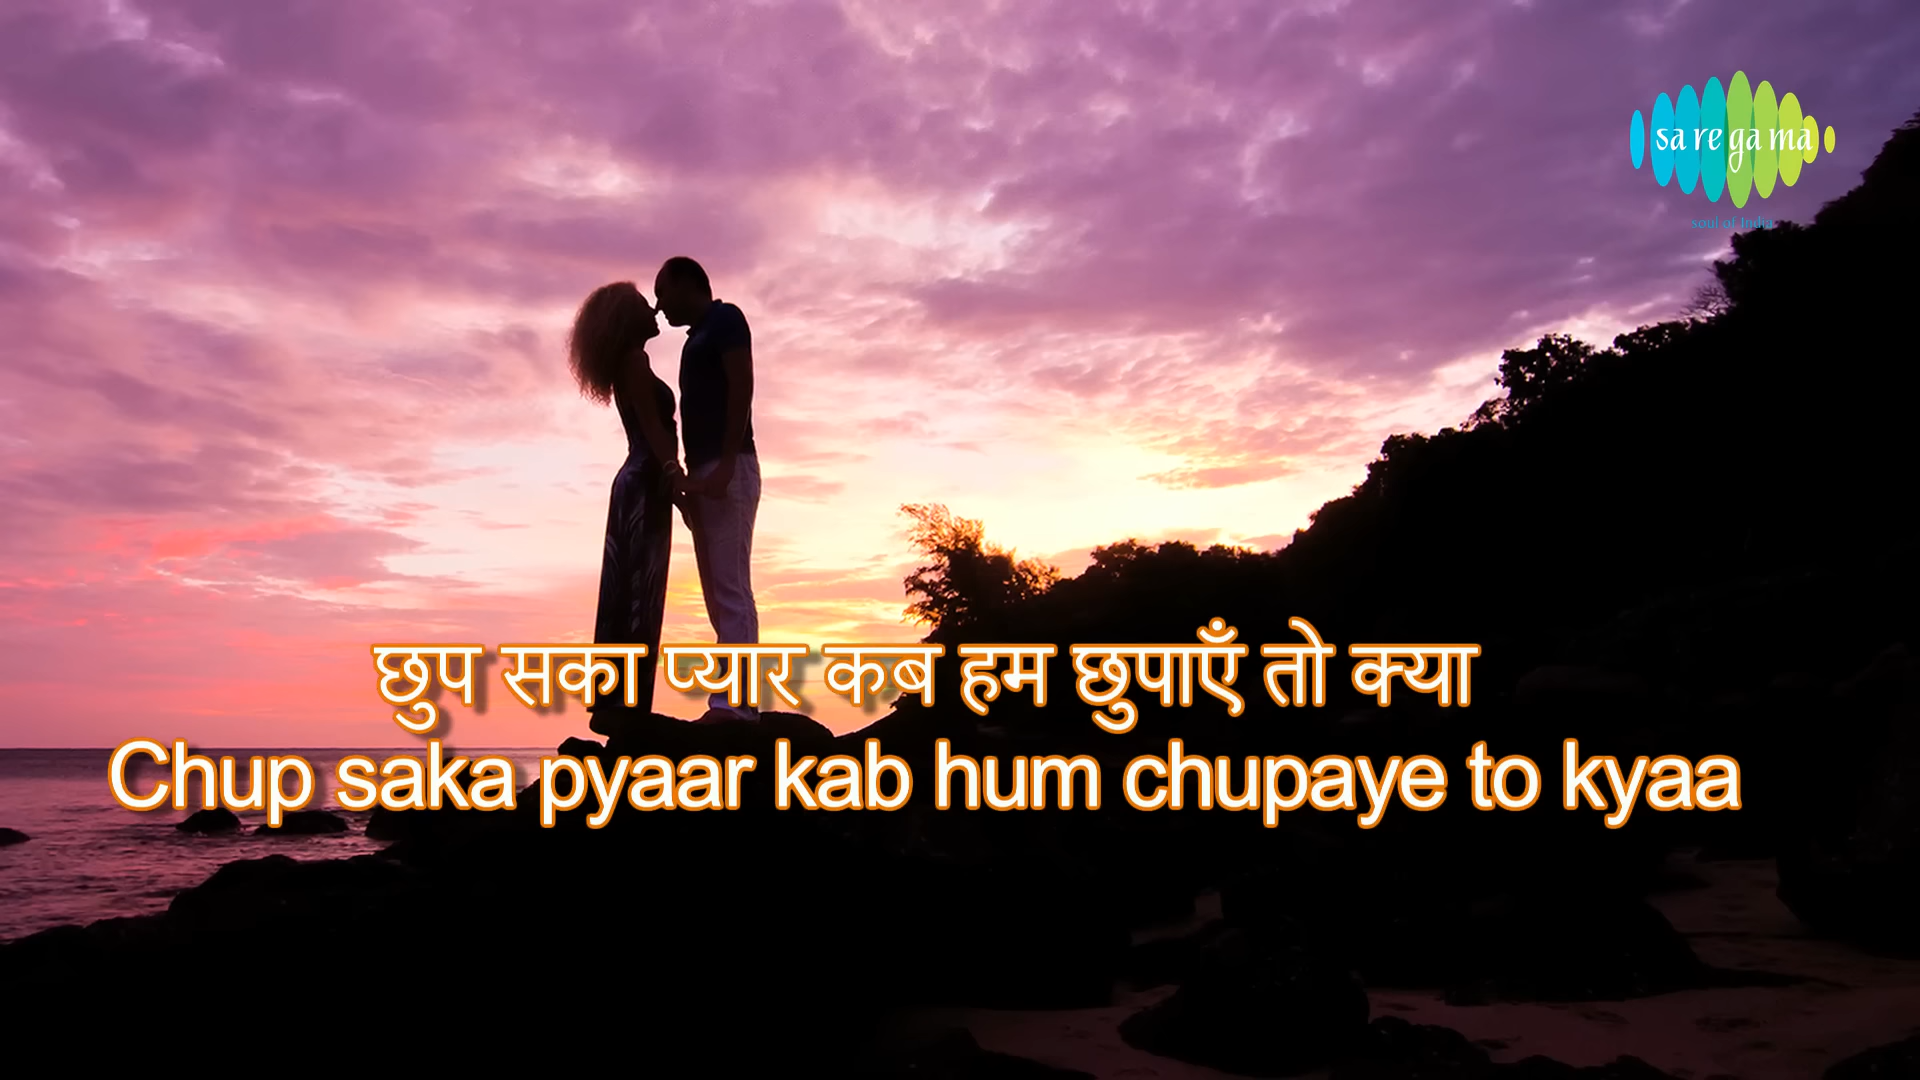 sa re ga ma
soul of India
छुप सका प्यार कब हम छुपाएँ तो क्या
Chup saka pyaar kab hum chupaye to kyaa